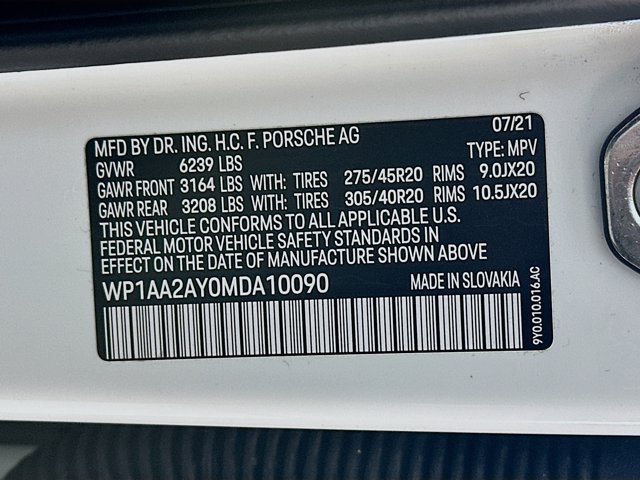 MFD BY DR. ING. H.C. F. PORSCHE AG 07/21
GVWR 6239 LBS TYPE: MPV
GAWR FRONT 3164 LBS WITH: TIRES 275/45R20 RIMS 9.0JX20
GAWR REAR 3208 LBS WITH: TIRES 305/40R20 RIMS 10.5JX20
THIS VEHICLE CONFORMS TO ALL APPLICABLE U.S.
FEDERAL MOTOR VEHICLE SAFETY STANDARDS IN
EFFECT ON THE DATE OF MANUFACTURE SHOWN ABOVE
WP1AA2AY0MDA10090 MADE IN SLOVAKIA
9Y0.010.016.AC